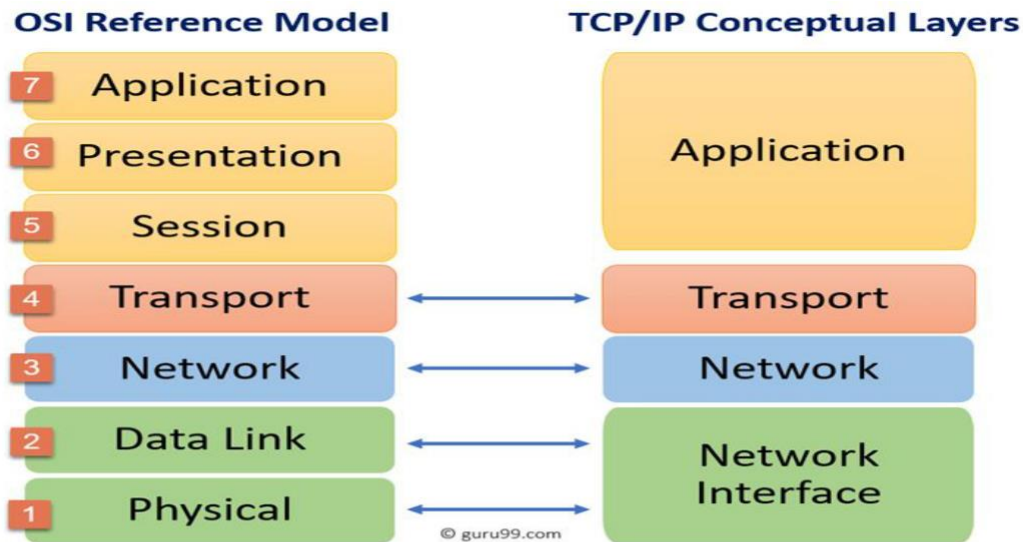 OSI Reference Model
TCP/IP Conceptual Layers
7 Application
6 Presentation
5 Session
4 Transport
3 Network
2 Data Link
1 Physical
Application
Transport
Network
Network
Interface
© guru99.com